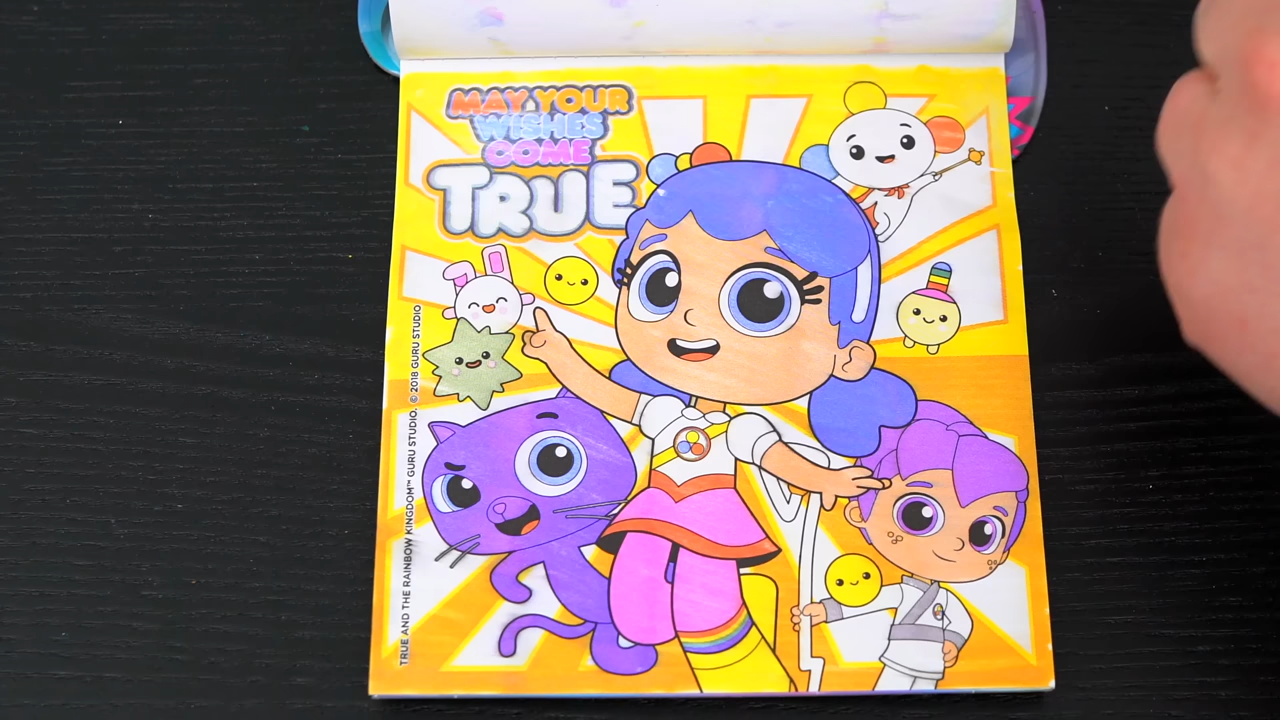 MAY YOUR
WISHES
COME
TRUE
TRUE AND THE RAINBOW KINGDOM™ GURU STUDIO. © 2018 GURU STUDIO